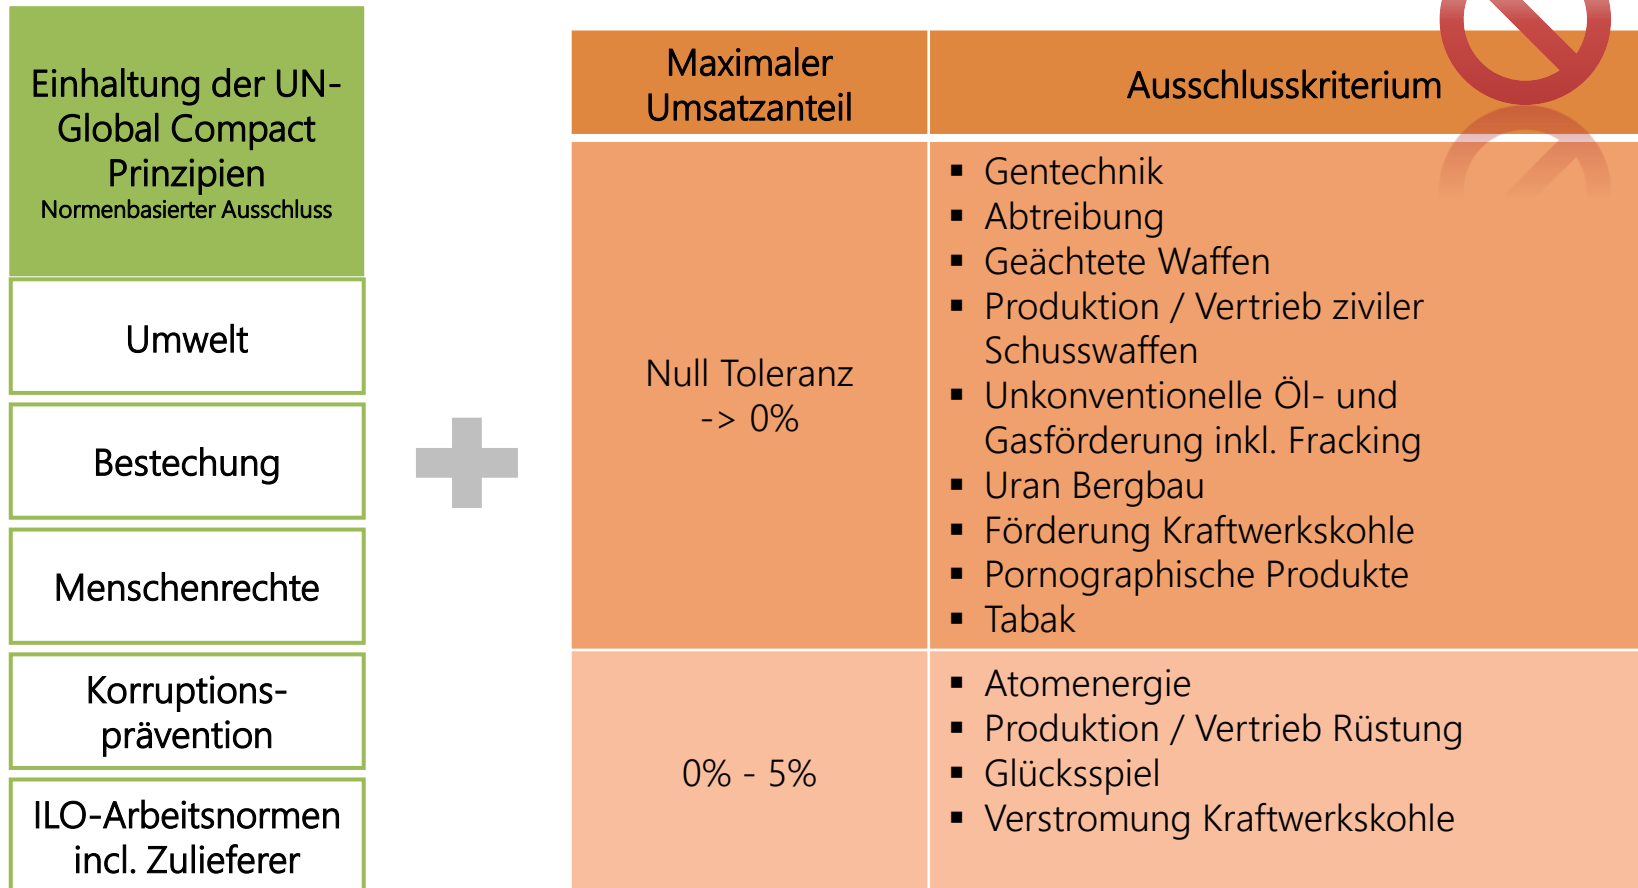 Einhaltung der UN-
Global Compact
Prinzipien
Normenbasierter Ausschluss
Umwelt
Bestechung
Menschenrechte
Korruptions-
prävention
ILO-Arbeitsnormen
incl. Zulieferer
Maximaler
Umsatzanteil
Ausschlusskriterium
Null Toleranz
-> 0%
▪ Gentechnik
▪ Abtreibung
▪ Geächtete Waffen
▪ Produktion / Vertrieb ziviler
Schusswaffen
▪ Unkonventionelle Öl- und
Gasförderung inkl. Fracking
▪ Uran Bergbau
▪ Förderung Kraftwerkskohle
▪ Pornographische Produkte
▪ Tabak
0% - 5%
▪ Atomenergie
▪ Produktion / Vertrieb Rüstung
▪ Glücksspiel
▪ Verstromung Kraftwerkskohle